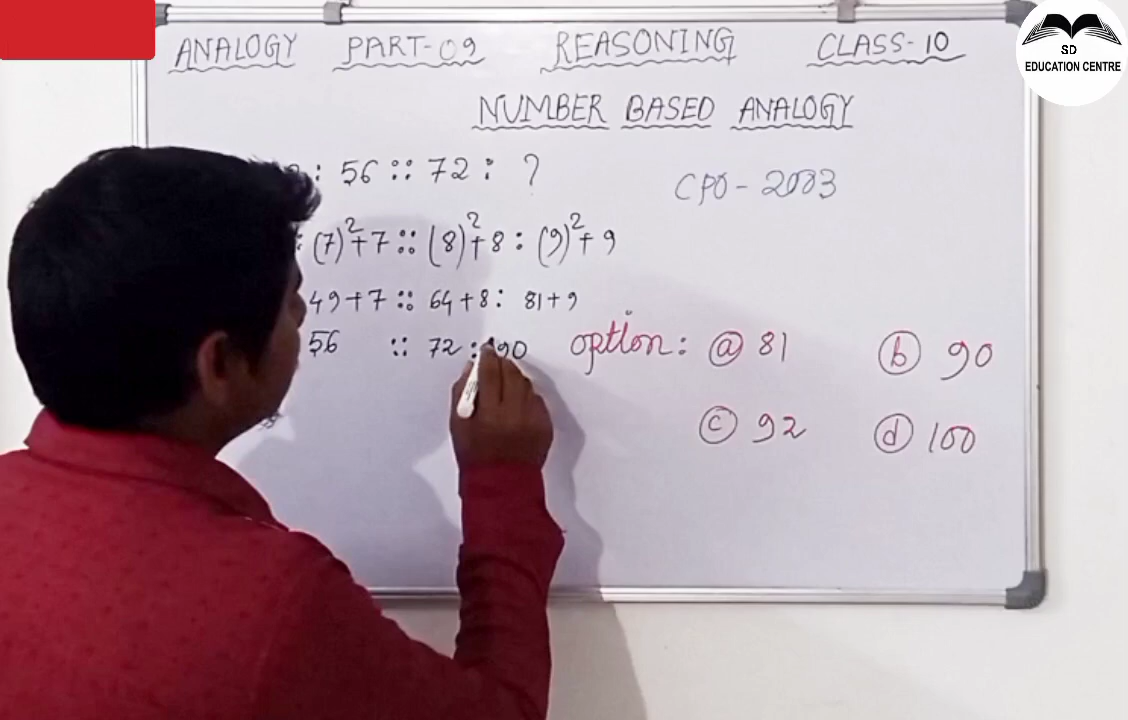 ANALOGY PART-09 REASONING CLASS-10
SD
EDUCATION CENTRE
NUMBER BASED ANALOGY
: 56 :: 72 : ?
CPO - 2003
: (7)²+7 :: (8)²+8 : (9)²+9
49+7 :: 64+8 : 81+9
56 :: 72 : 90
option : (a) 81 (b) 90
(c) 92 (d) 100